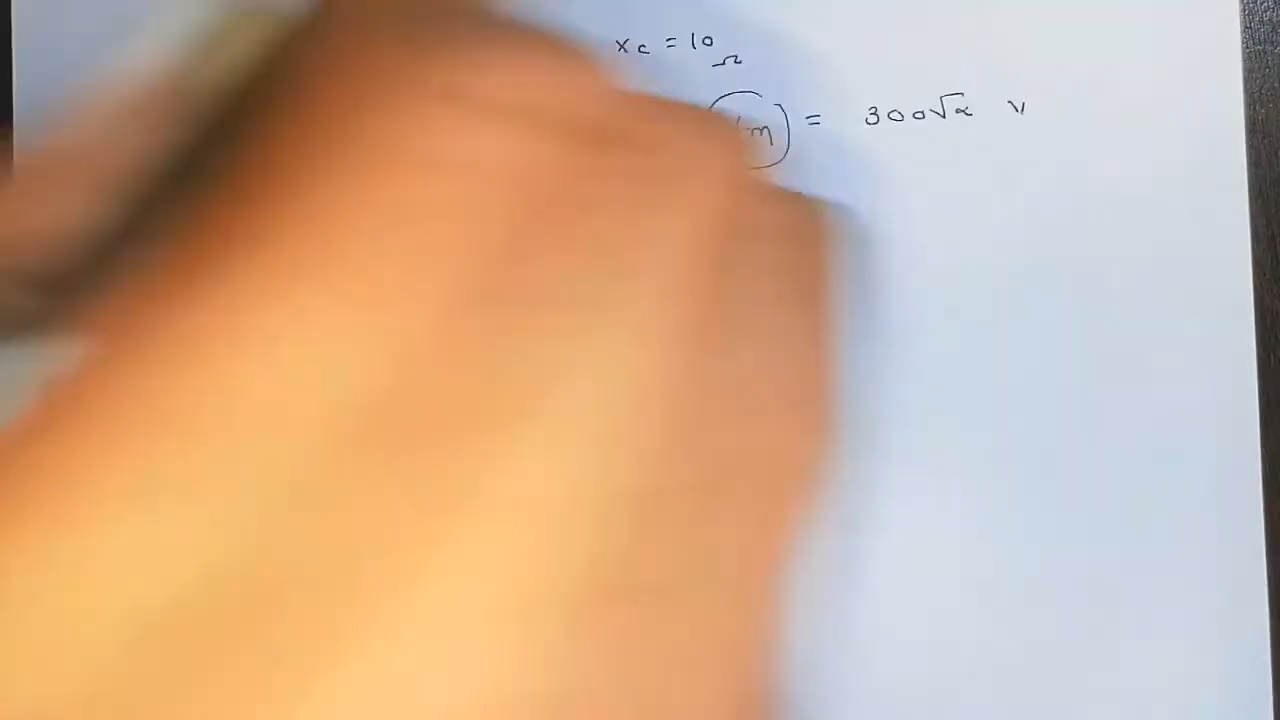 xc = 10 Ω
m) = 300√2 V